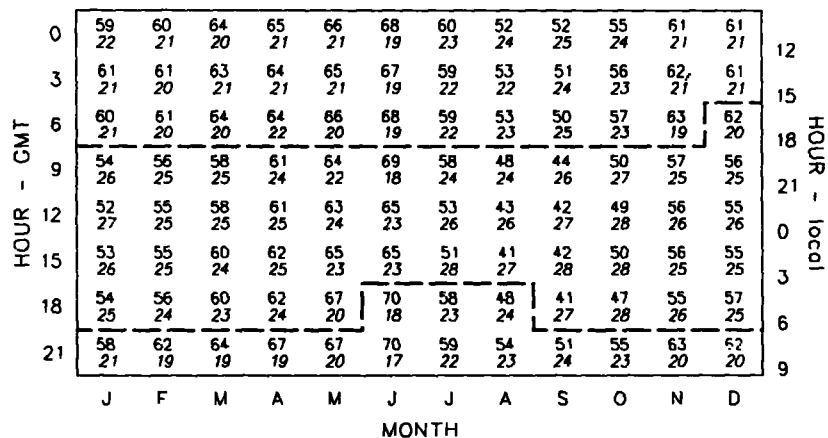 0 59 60 64 65 66 68 60 52 52 55 61 61
22 21 20 21 21 19 23 24 25 24 21 21 12
3 61 61 63 64 65 67 59 53 51 56 62 61
21 20 21 21 21 19 22 22 24 23 21 21 15
6 60 61 64 64 66 68 59 53 50 57 63 62
21 20 20 22 20 19 22 23 25 23 19 20 18
9 54 56 58 61 64 69 58 48 44 50 57 56
26 25 25 24 22 18 24 24 26 27 25 25 21
12 52 55 58 61 63 65 53 43 42 49 56 55
27 25 25 25 24 23 26 26 27 28 26 26 0
15 53 55 60 62 65 65 51 41 42 50 56 55
26 25 24 25 23 23 28 27 28 28 25 25 3
18 54 56 60 62 67 70 58 48 41 47 55 57
25 24 23 24 20 18 23 24 27 28 26 25 6
21 58 62 64 67 67 70 59 54 51 55 63 62
21 19 19 19 20 17 22 23 24 23 20 20 9
J F M A M J J A S O N D
MONTH
HOUR - GMT
HOUR - local